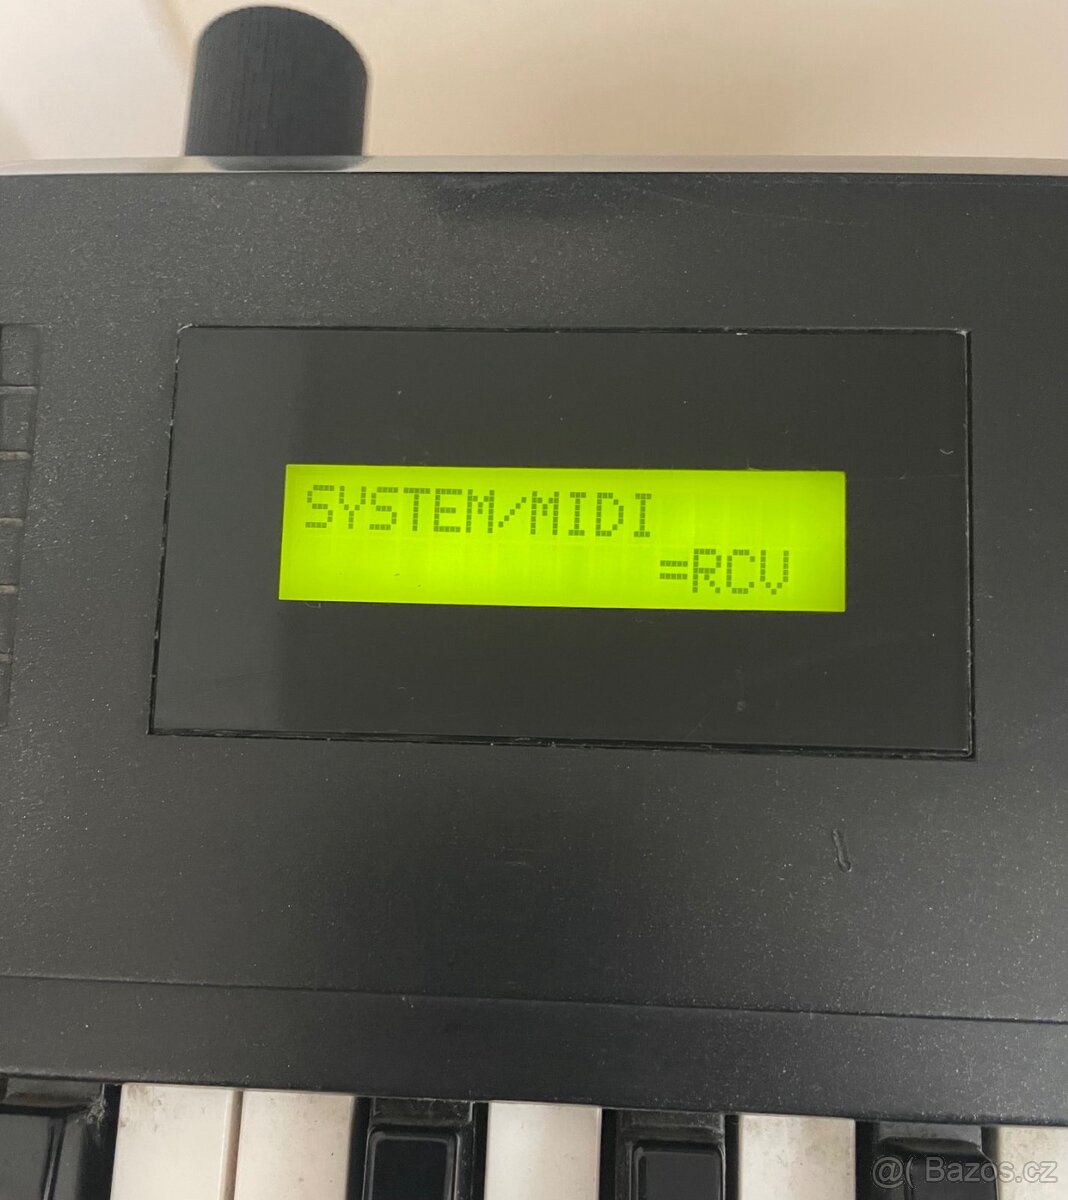 SYSTEM/MIDI
=RCV
@( Bazos.cz